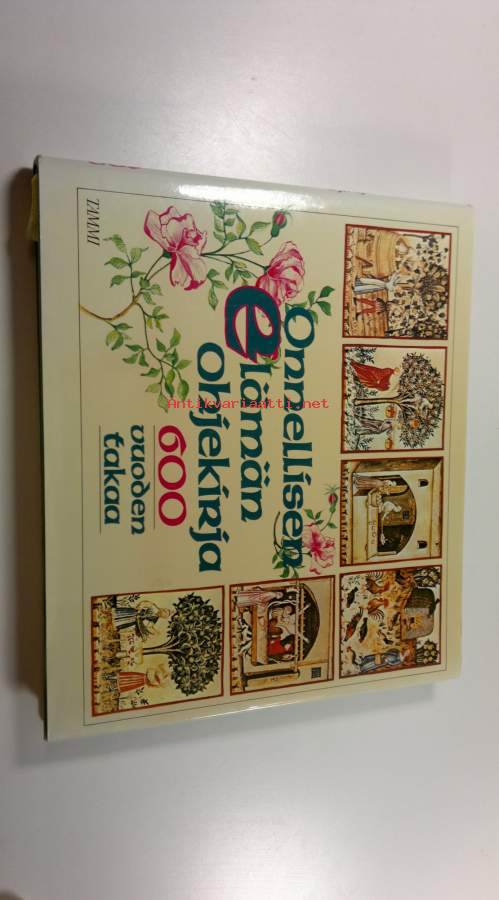 Onnellisen
elämän
Ohjekirja
600
vuoden
takaa
TAMMI
Antikvariaatti.net